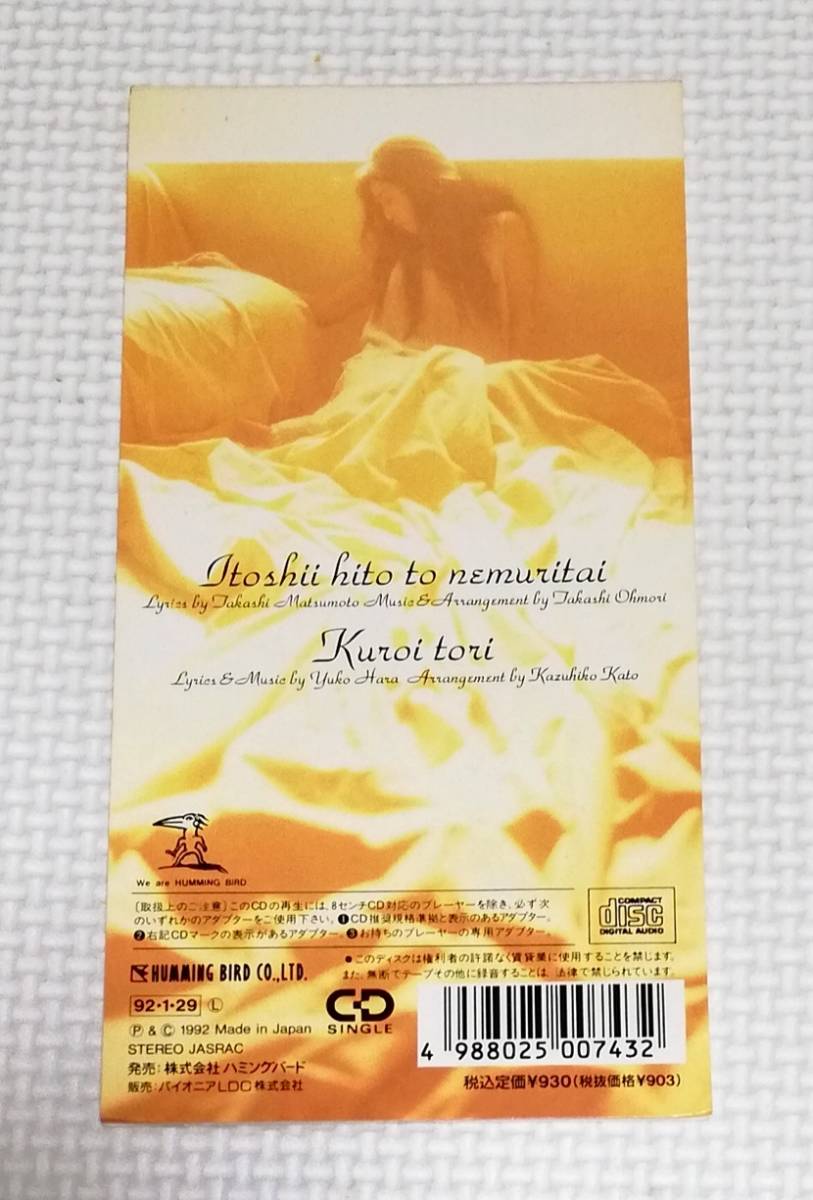 Itoshii hito to nemuritai
Lyrics by Takashi Matsumoto Music & Arrangement by Takashi Ohmori
Kuroi tori
Lyrics & Music by Yuko Hara Arrangement by Kazuhiko Kato
We are HUMMING BIRD
〔取扱上のご注意〕このCDの再生には、8センチCD対応のプレーヤーを除き、必ず次
のいずれかのアダプターをご使用下さい。❶CD推奨規格準拠と表示のあるアダプター。
❷右記CDマークの表示があるアダプター。❸お持ちのプレーヤーの専用アダプター。
COMPACT
disc
DIGITAL AUDIO
HUMMING BIRD CO.,LTD.
●このディスクは権利者の許諾なく賃貸業に使用することを禁じます。
また、無断でテープその他に録音することは、法律で禁じられています。
92・1・29 Ⓛ
CD
SINGLE
Ⓟ & Ⓒ 1992 Made in Japan
STEREO JASRAC
発売：株式会社 ハミングバード
販売：パイオニアLDC株式会社
4 988025 007432
税込定価¥930(税抜価格¥903)